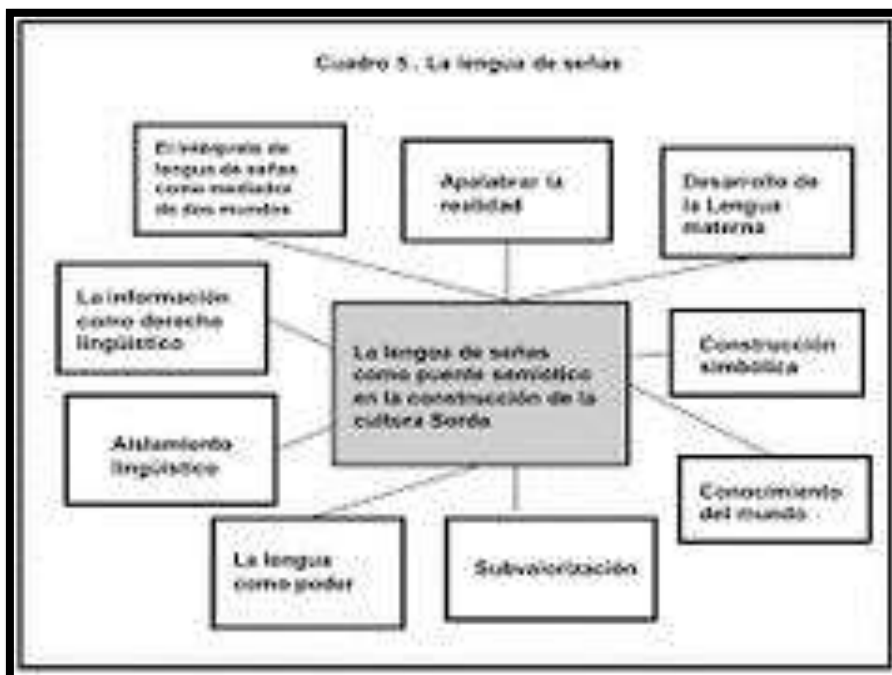 Cuadro 5. La lengua de señas
El intérprete de
lengua de señas
como mediador
de dos mundos
Apalabrar la
realidad
Desarrollo de
la Lengua
materna
La información
como derecho
lingüístico
La lengua de señas
como puente semiótico
en la construcción de la
cultura Sorda
Construcción
simbólica
Aislamiento
lingüístico
Conocimiento
del mundo
La lengua
como poder
Subvalorización